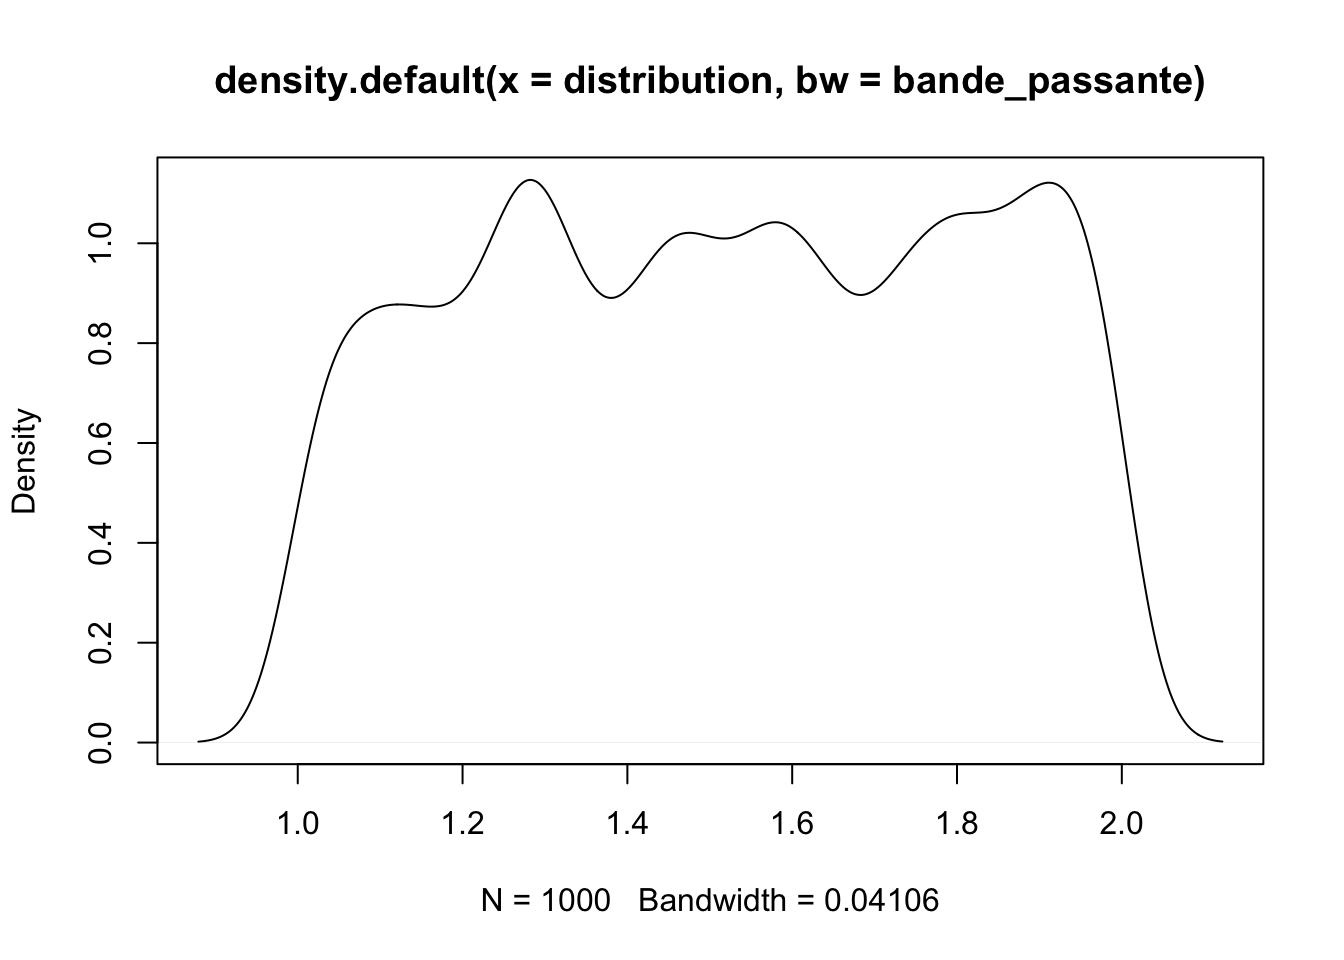 density.default(x = distribution, bw = bande_passante)
Density
1.0
0.8
0.6
0.4
0.2
0.0
1.0 1.2 1.4 1.6 1.8 2.0
N = 1000 Bandwidth = 0.04106